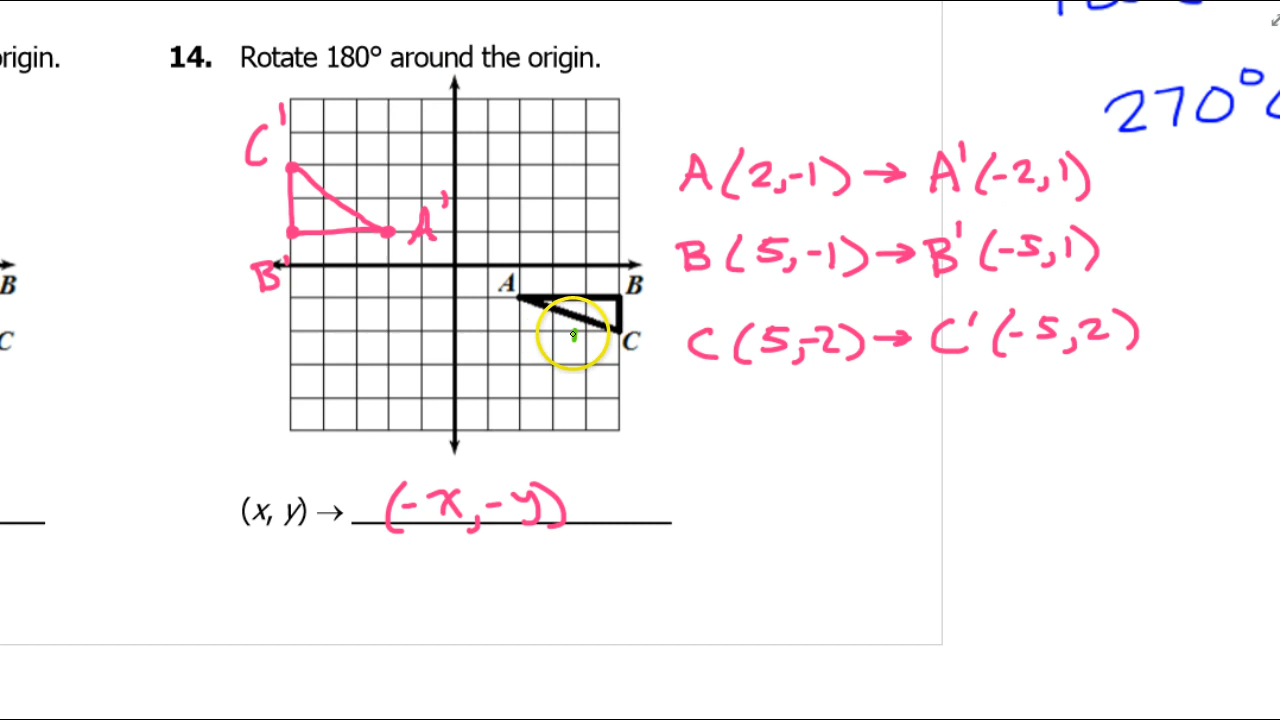 origin.
14. Rotate 180° around the origin.
270°
C'
A(2,-1) → A'(-2,1)
A'
B(5,-1) → B'(-5,1)
B'
A
B
B
C(5,-2) → C'(-5,2)
C
C
(x, y) → (-x,-y)